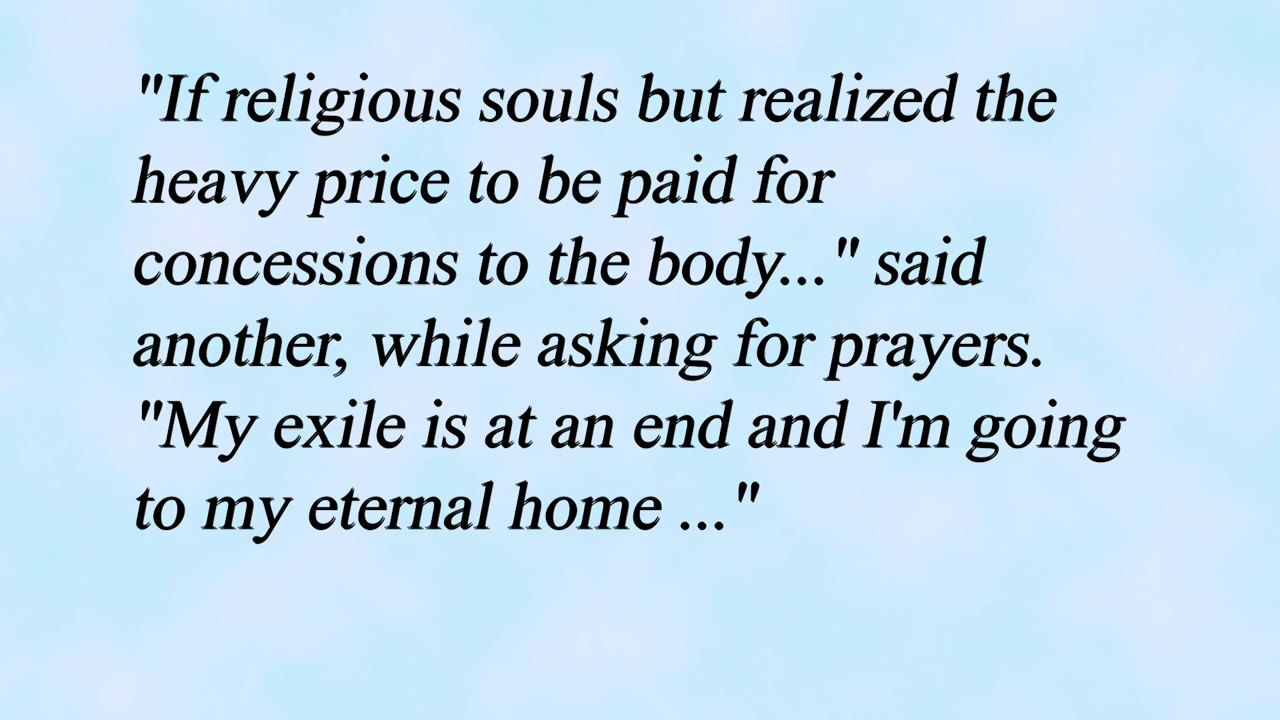 "If religious souls but realized the
heavy price to be paid for
concessions to the body..." said
another, while asking for prayers.
"My exile is at an end and I'm going
to my eternal home ..."